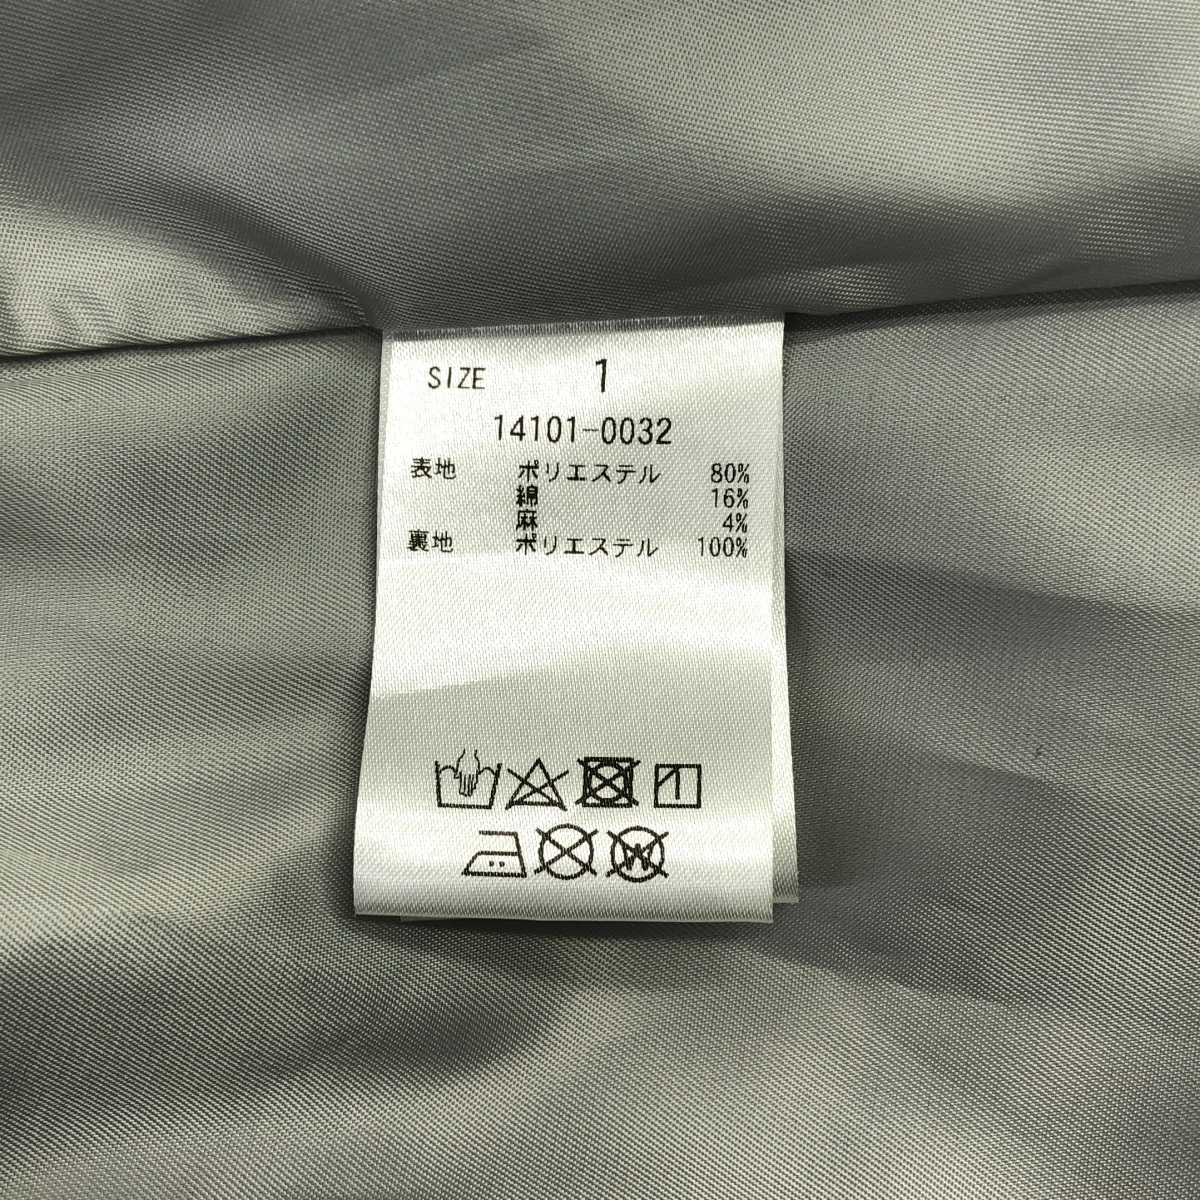 SIZE 1
14101-0032
表地 ポリエステル 80%
綿 16%
麻 4%
裏地 ポリエステル 100%
W